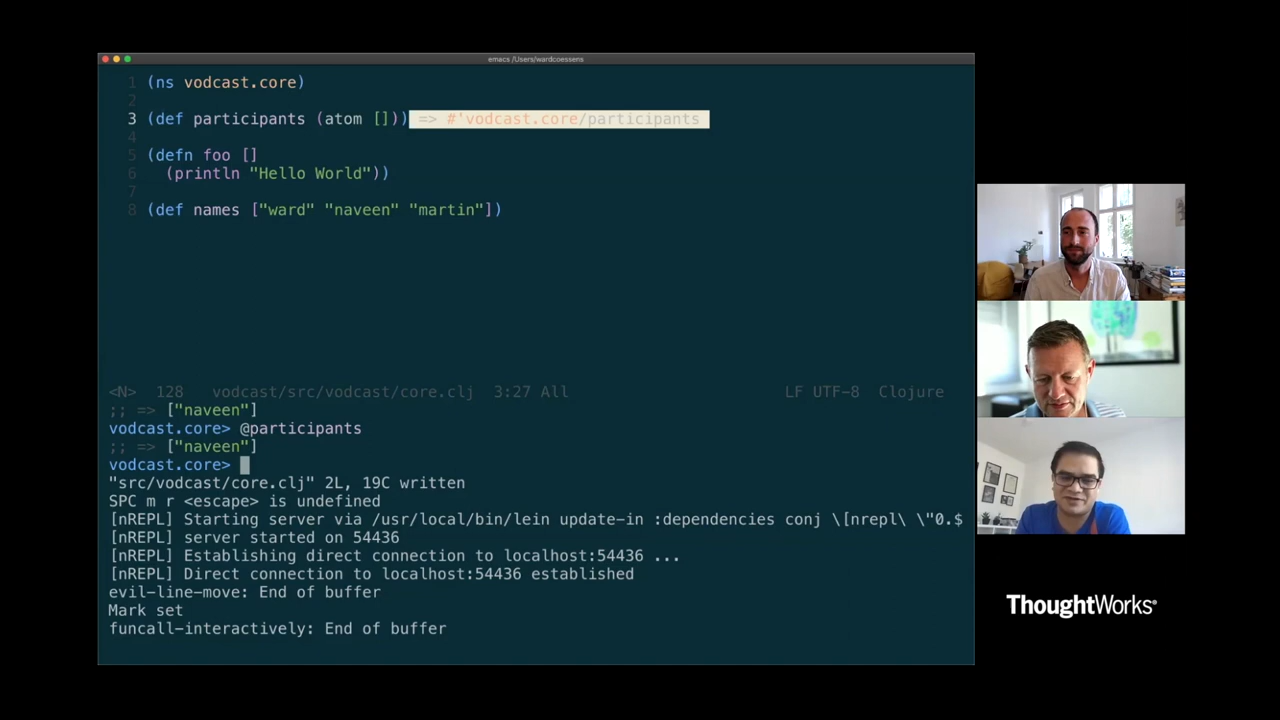 emacs /Users/wardcoessens
1 (ns vodcast.core)
2
3 (def participants (atom [])) => #'vodcast.core/participants
4
5 (defn foo []
6 (println "Hello World"))
7
8 (def names ["ward" "naveen" "martin"])
<N> 128 vodcast/src/vodcast/core.clj 3:27 All LF UTF-8 Clojure
;; => ["naveen"]
vodcast.core> @participants
;; => ["naveen"]
vodcast.core>
"src/vodcast/core.clj" 2L, 19C written
SPC m r <escape> is undefined
[nREPL] Starting server via /usr/local/bin/lein update-in :dependencies conj \[nrepl\ \"0.$
[nREPL] server started on 54436
[nREPL] Establishing direct connection to localhost:54436 ...
[nREPL] Direct connection to localhost:54436 established
evil-line-move: End of buffer
Mark set
funcall-interactively: End of buffer
ThoughtWorks®